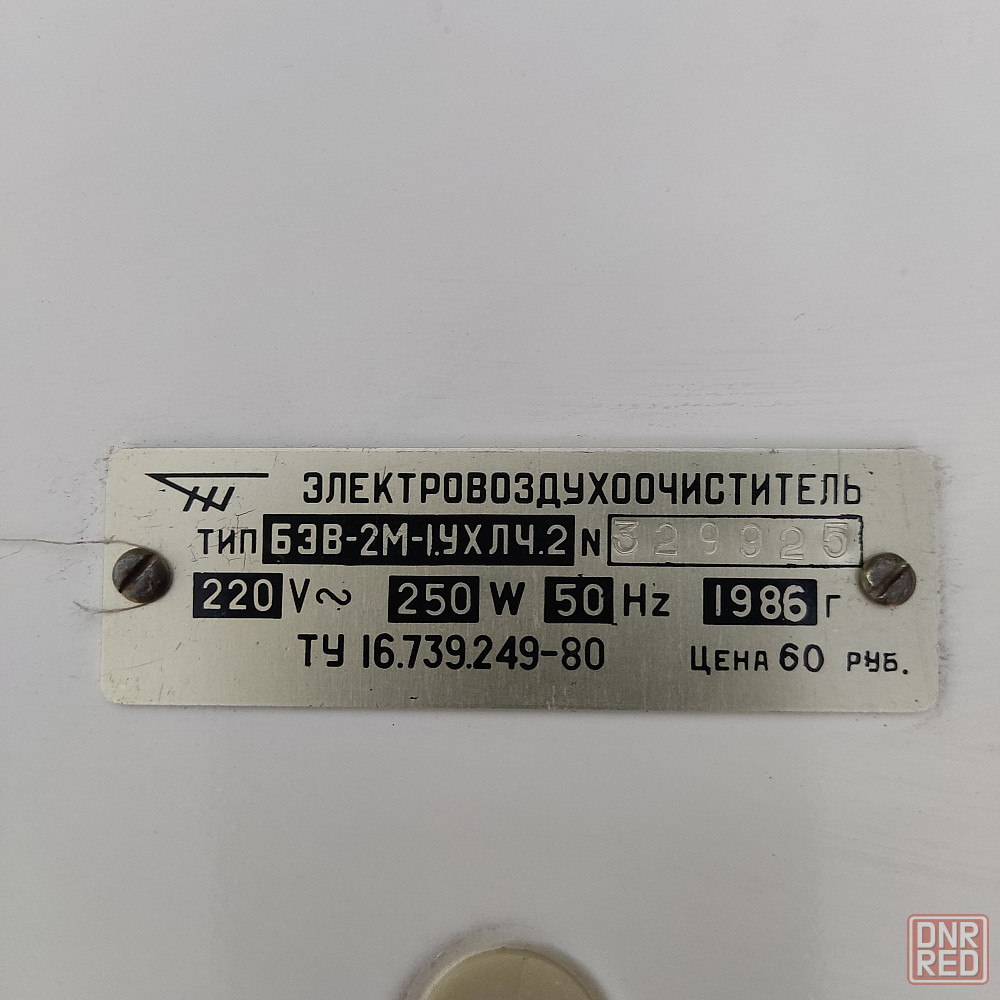 ЭЛЕКТРОВОЗДУХООЧИСТИТЕЛЬ
ТИП БЭВ-2М-1.УХЛЧ.2 N 329925
220 V~ 250 W 50 Hz 1986 г
ТУ 16.739.249-80 ЦЕНА 60 РУБ.
DNR
RED